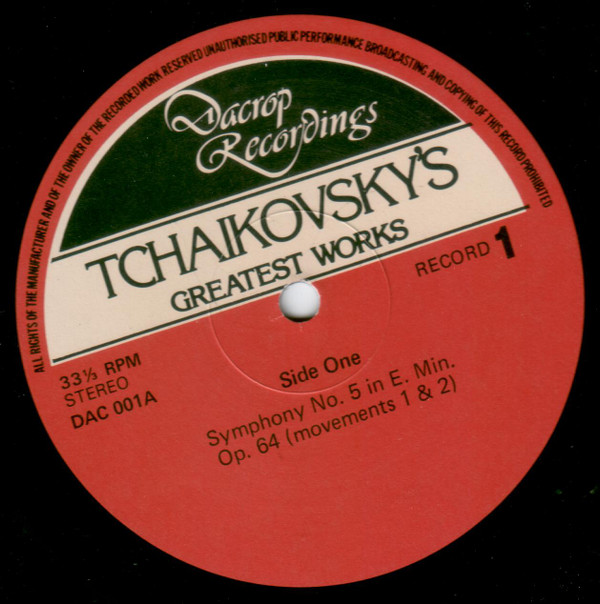 ALL RIGHTS OF THE MANUFACTURER AND OF THE OWNER OF THE RECORDED WORK RESERVED UNAUTHORISED PUBLIC PERFORMANCE BROADCASTING AND COPYING OF THIS RECORD PROHIBITED
Dacrop
Recordings
TCHAIKOVSKY'S
GREATEST WORKS
RECORD 1
33⅓ RPM
STEREO
DAC 001A
Side One
Symphony No. 5 in E. Min.
Op. 64 (movements 1 & 2)